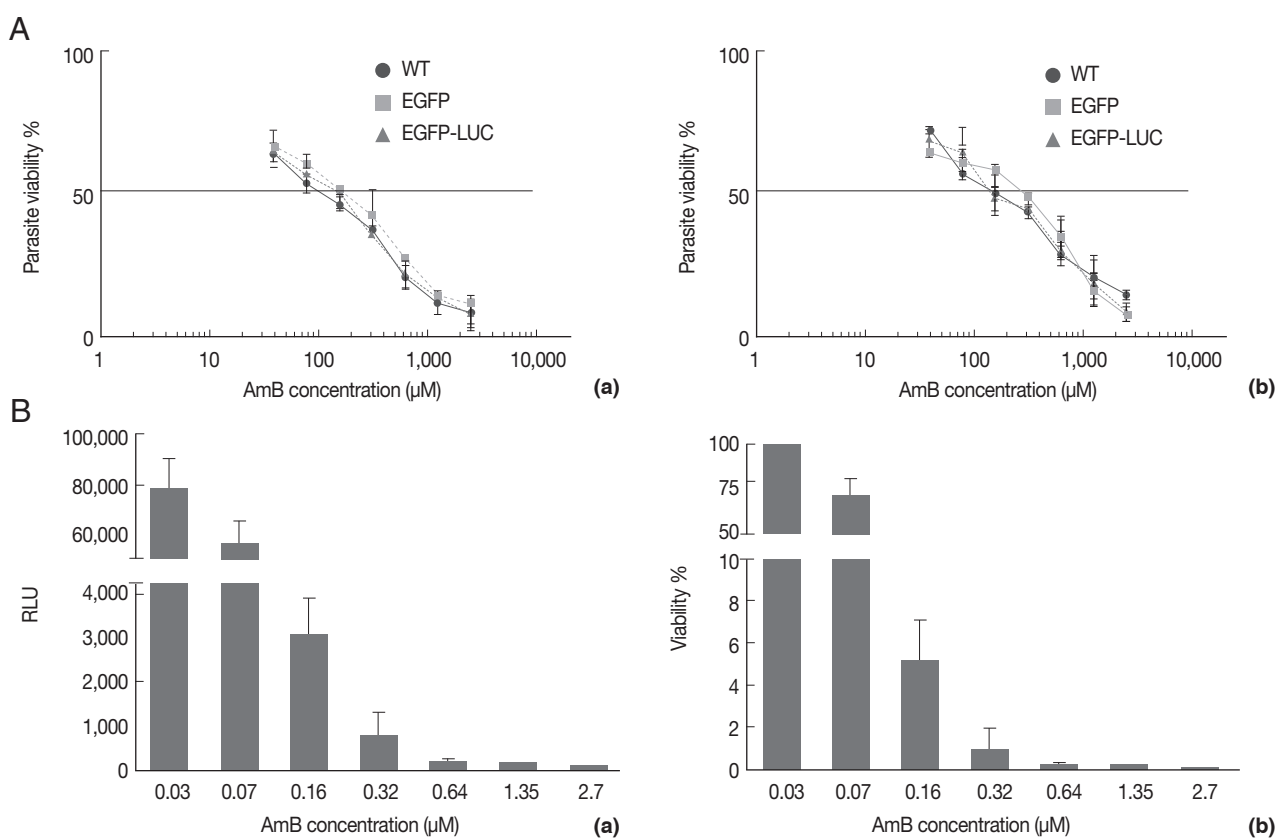 A
100
50
0
Parasite viability %
WT
EGFP
EGFP-LUC
1 10 100 1,000 10,000
AmB concentration (µM)
(a)
100
50
0
Parasite viability %
WT
EGFP
EGFP-LUC
1 10 100 1,000 10,000
AmB concentration (µM)
(b)
B
100,000
80,000
60,000
4,000
3,000
2,000
1,000
0
RLU
0.03 0.07 0.16 0.32 0.64 1.35 2.7
AmB concentration (µM)
(a)
100
75
50
10
8
6
4
2
0
Viability %
0.03 0.07 0.16 0.32 0.64 1.35 2.7
AmB concentration (µM)
(b)